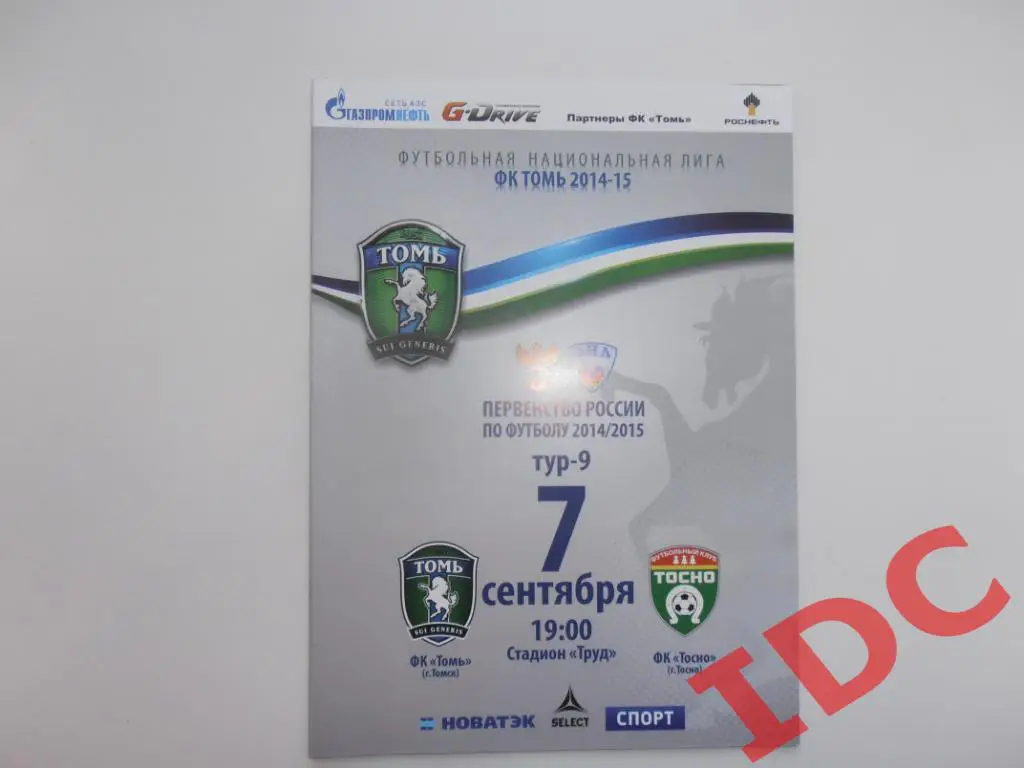 СЕТЬ АЗС
ГАЗПРОМНЕФТЬ G-DRIVE Партнеры ФК «Томь» РОСНЕФТЬ
ФУТБОЛЬНАЯ НАЦИОНАЛЬНАЯ ЛИГА
ФК ТОМЬ 2014-15
ТОМЬ
SUI GENERIS
ПЕРВЕНСТВО РОССИИ
ПО ФУТБОЛУ 2014/2015
тур-9
7
сентября
19:00
Стадион «Труд»
ТОМЬ
SUI GENERIS
ФК «Томь»
(г.Томск)
ФУТБОЛЬНЫЙ КЛУБ
ТОСНО
ФК «Тосно»
(г.Тосно)
НОВАТЭК SELECT СПОРТ
IDC